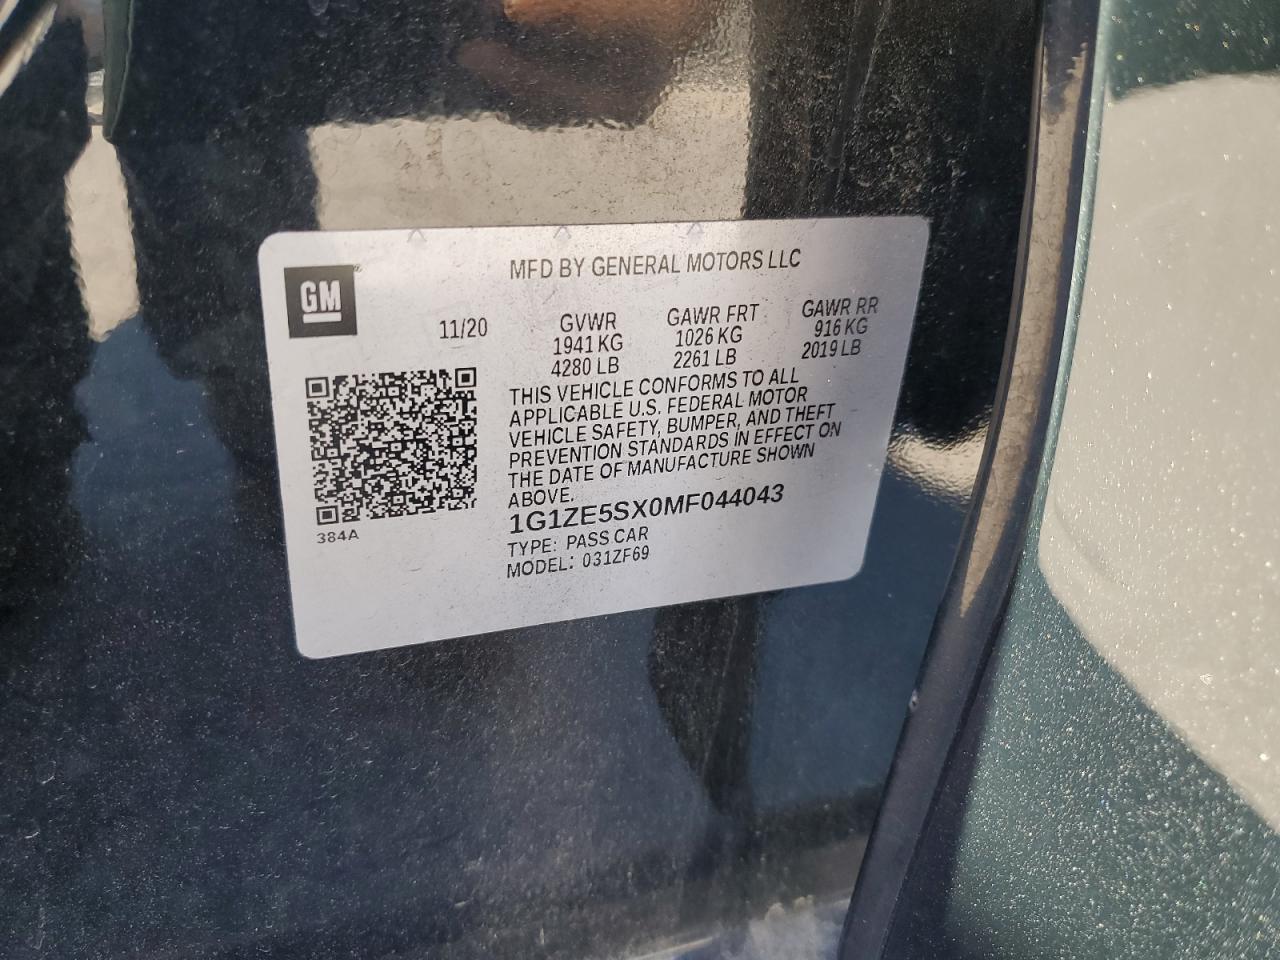 MFD BY GENERAL MOTORS LLC
GM
®
11/20
GVWR
1941 KG
4280 LB
GAWR FRT
1026 KG
2261 LB
GAWR RR
916 KG
2019 LB
THIS VEHICLE CONFORMS TO ALL
APPLICABLE U.S. FEDERAL MOTOR
VEHICLE SAFETY, BUMPER, AND THEFT
PREVENTION STANDARDS IN EFFECT ON
THE DATE OF MANUFACTURE SHOWN
ABOVE.
1G1ZE5SX0MF044043
TYPE: PASS CAR
MODEL: 031ZF69
384A